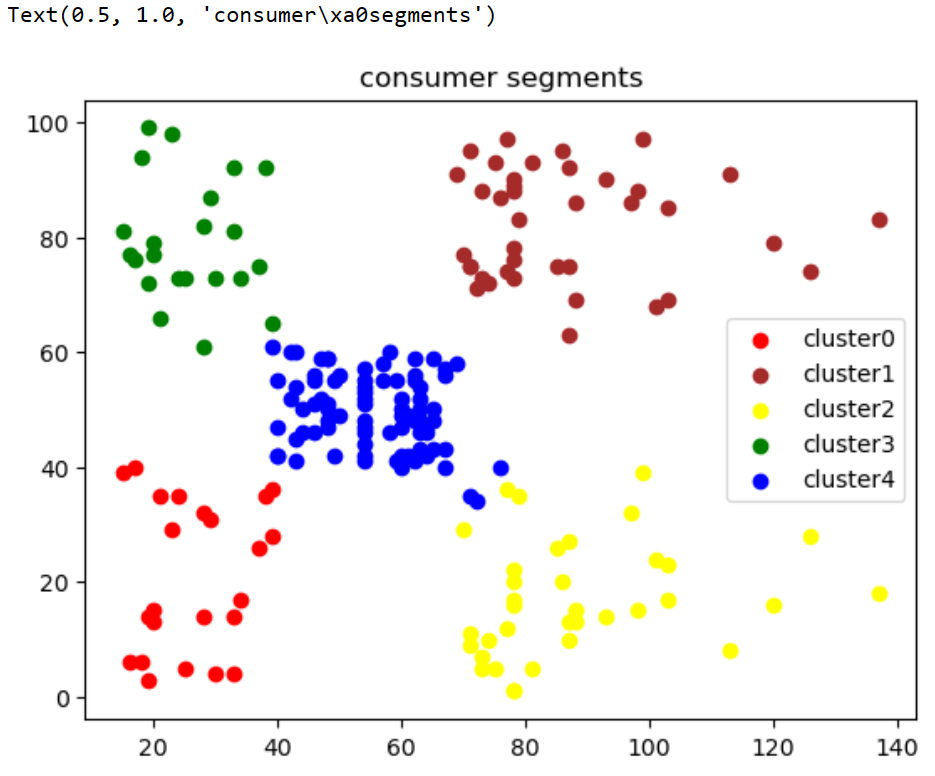 Text(0.5, 1.0, 'consumer\xa0segments')
consumer segments
100
80
60
40
20
0
cluster0
cluster1
cluster2
cluster3
cluster4
20 40 60 80 100 120 140